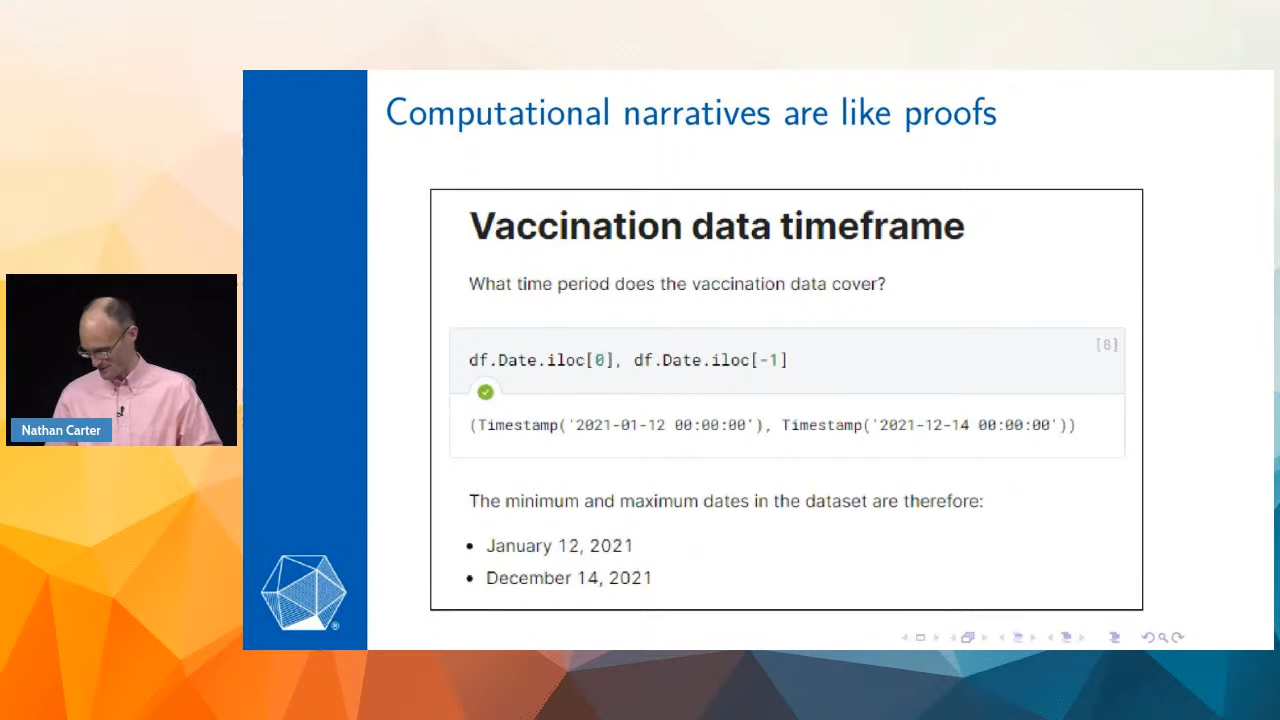 Computational narratives are like proofs
Vaccination data timeframe
What time period does the vaccination data cover?
[8]
df.Date.iloc[0], df.Date.iloc[-1]
(Timestamp('2021-01-12 00:00:00'), Timestamp('2021-12-14 00:00:00'))
The minimum and maximum dates in the dataset are therefore:
• January 12, 2021
• December 14, 2021
Nathan Carter
®